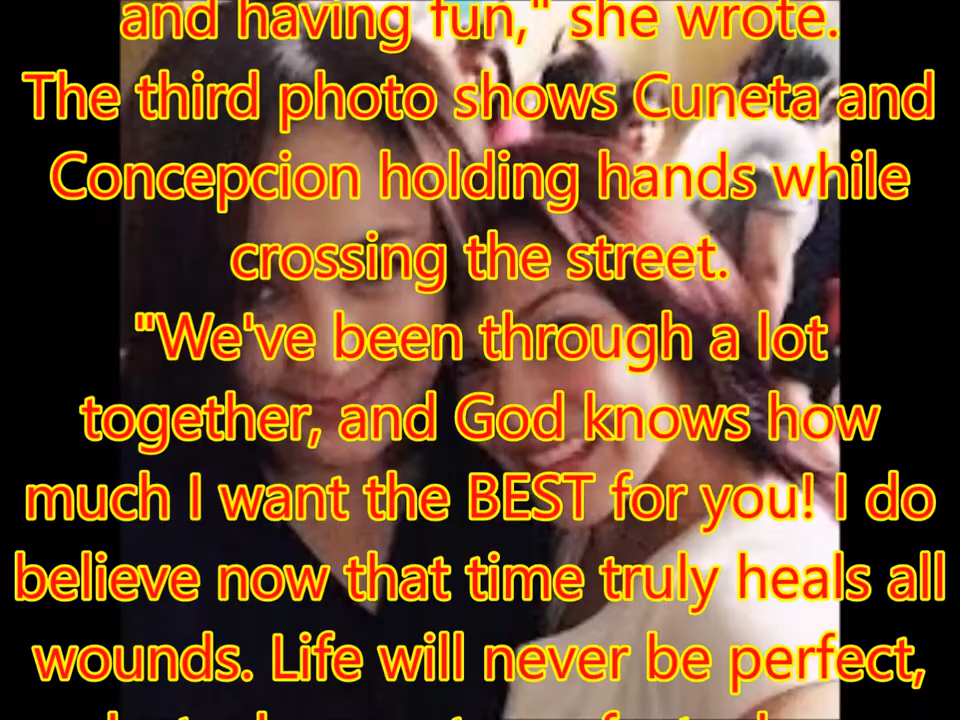 and having fun," she wrote.
The third photo shows Cuneta and
Concepcion holding hands while
crossing the street.
"We've been through a lot
together, and God knows how
much I want the BEST for you! I do
believe now that time truly heals all
wounds. Life will never be perfect,